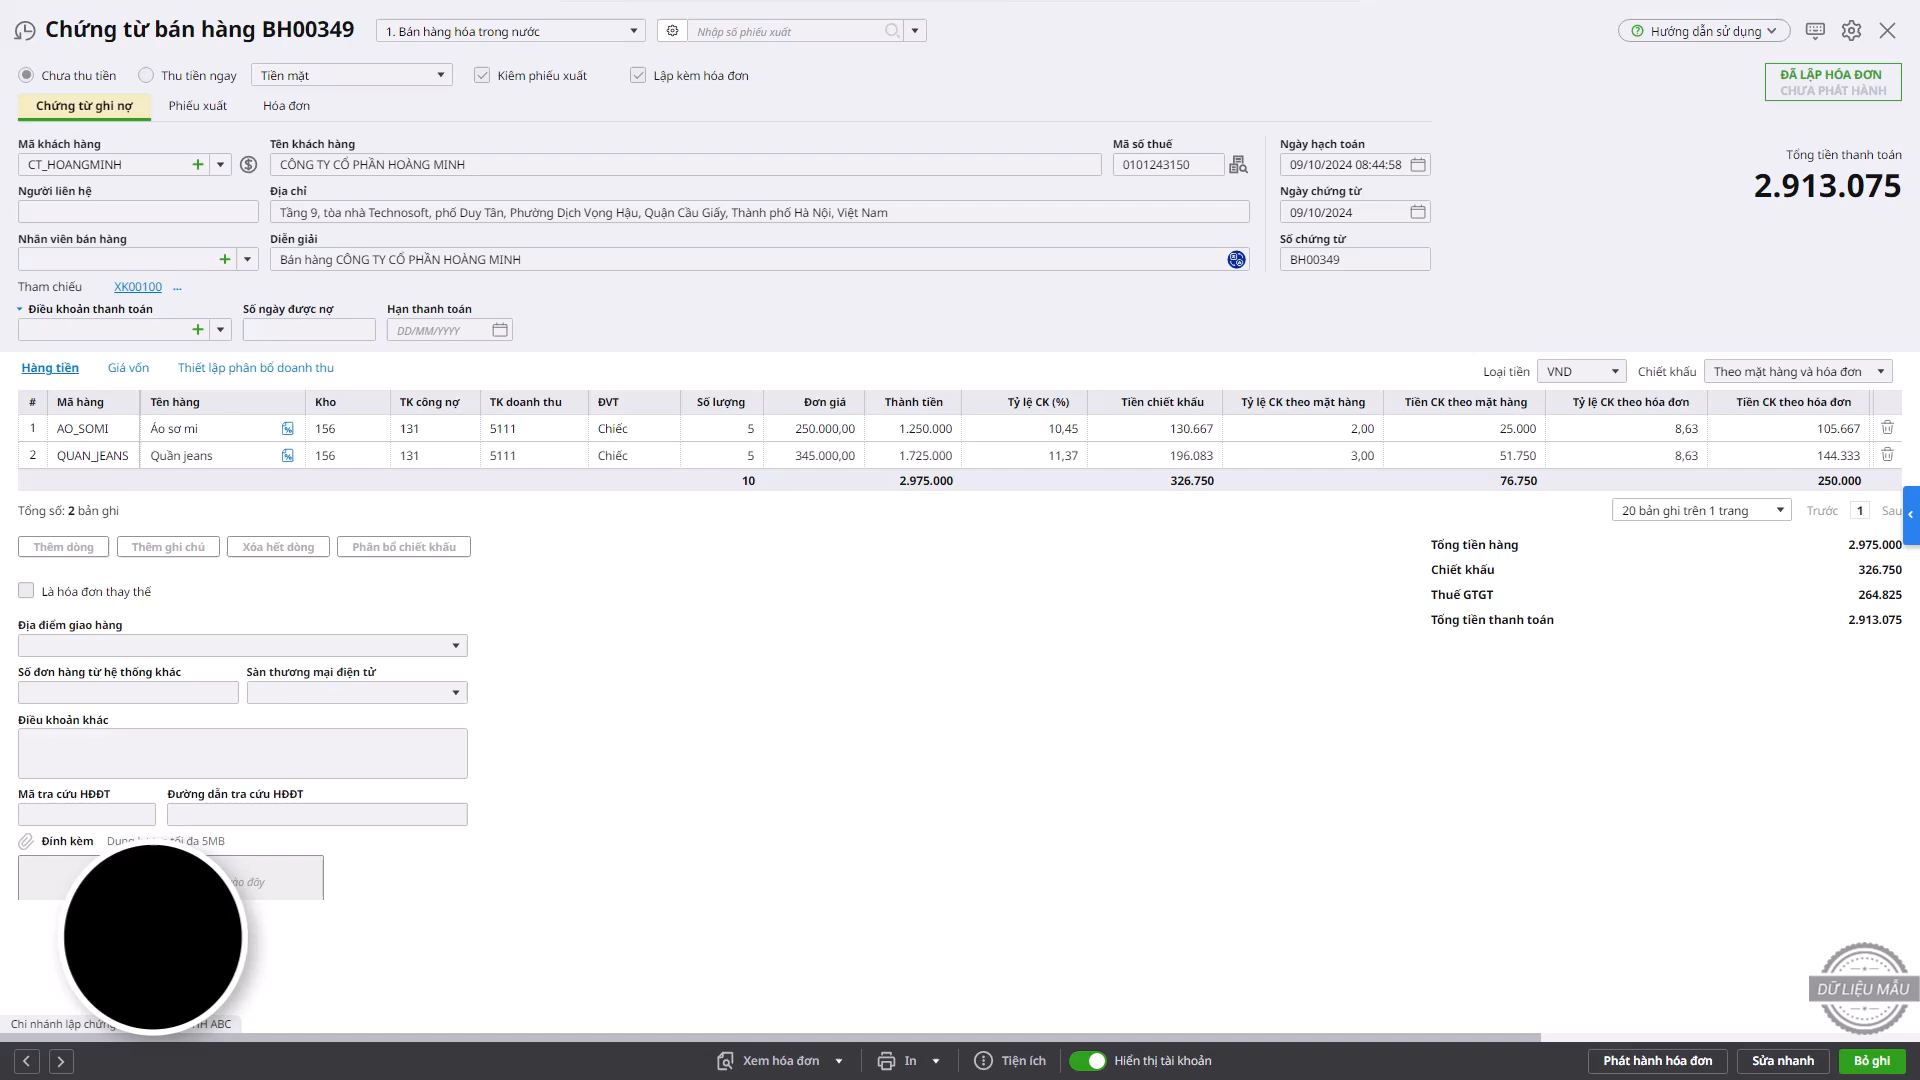 Chứng từ bán hàng BH00349
1. Bán hàng hóa trong nước
Nhập số phiếu xuất
Hướng dẫn sử dụng
Chưa thu tiền
Thu tiền ngay
Tiền mặt
Kiêm phiếu xuất
Lập kèm hóa đơn
ĐÃ LẬP HÓA ĐƠN
CHƯA PHÁT HÀNH
Chứng từ ghi nợ
Phiếu xuất
Hóa đơn
Mã khách hàng
Tên khách hàng
Mã số thuế
Ngày hạch toán
CT_HOANGMINH
CÔNG TY CỔ PHẦN HOÀNG MINH
0101243150
09/10/2024 08:44:58
Tổng tiền thanh toán
2.913.075
Người liên hệ
Địa chỉ
Ngày chứng từ
Tầng 9, tòa nhà Technosoft, phố Duy Tân, Phường Dịch Vọng Hậu, Quận Cầu Giấy, Thành phố Hà Nội, Việt Nam
09/10/2024
Nhân viên bán hàng
Diễn giải
Số chứng từ
Bán hàng CÔNG TY CỔ PHẦN HOÀNG MINH
BH00349
Tham chiếu XK00100 ...
Điều khoản thanh toán
Số ngày được nợ
Hạn thanh toán
DD/MM/YYYY
Hàng tiền
Giá vốn
Thiết lập phân bổ doanh thu
Loại tiền VND
Chiết khấu Theo mặt hàng và hóa đơn
# Mã hàng Tên hàng Kho TK công nợ TK doanh thu ĐVT Số lượng Đơn giá Thành tiền Tỷ lệ CK (%) Tiền chiết khấu Tỷ lệ CK theo mặt hàng Tiền CK theo mặt hàng Tỷ lệ CK theo hóa đơn Tiền CK theo hóa đơn
1 AO_SOMI Áo sơ mi 156 131 5111 Chiếc 5 250.000,00 1.250.000 10,45 130.667 2,00 25.000 8,63 105.667
2 QUAN_JEANS Quần jeans 156 131 5111 Chiếc 5 345.000,00 1.725.000 11,37 196.083 3,00 51.750 8,63 144.333
10 2.975.000 326.750 76.750 250.000
Tổng số: 2 bản ghi
20 bản ghi trên 1 trang
Trước 1 Sau
Thêm dòng
Thêm ghi chú
Xóa hết dòng
Phân bổ chiết khấu
Tổng tiền hàng 2.975.000
Chiết khấu 326.750
Thuế GTGT 264.825
Tổng tiền thanh toán 2.913.075
Là hóa đơn thay thế
Địa điểm giao hàng
Số đơn hàng từ hệ thống khác
Sàn thương mại điện tử
Điều khoản khác
Mã tra cứu HĐĐT
Đường dẫn tra cứu HĐĐT
Đính kèm
tối đa 5MB
đây
DỮ LIỆU MẪU
Chi nhánh lập
ABC
Xem hóa đơn
In
Tiện ích
Hiển thị tài khoản
Phát hành hóa đơn
Sửa nhanh
Bỏ ghi